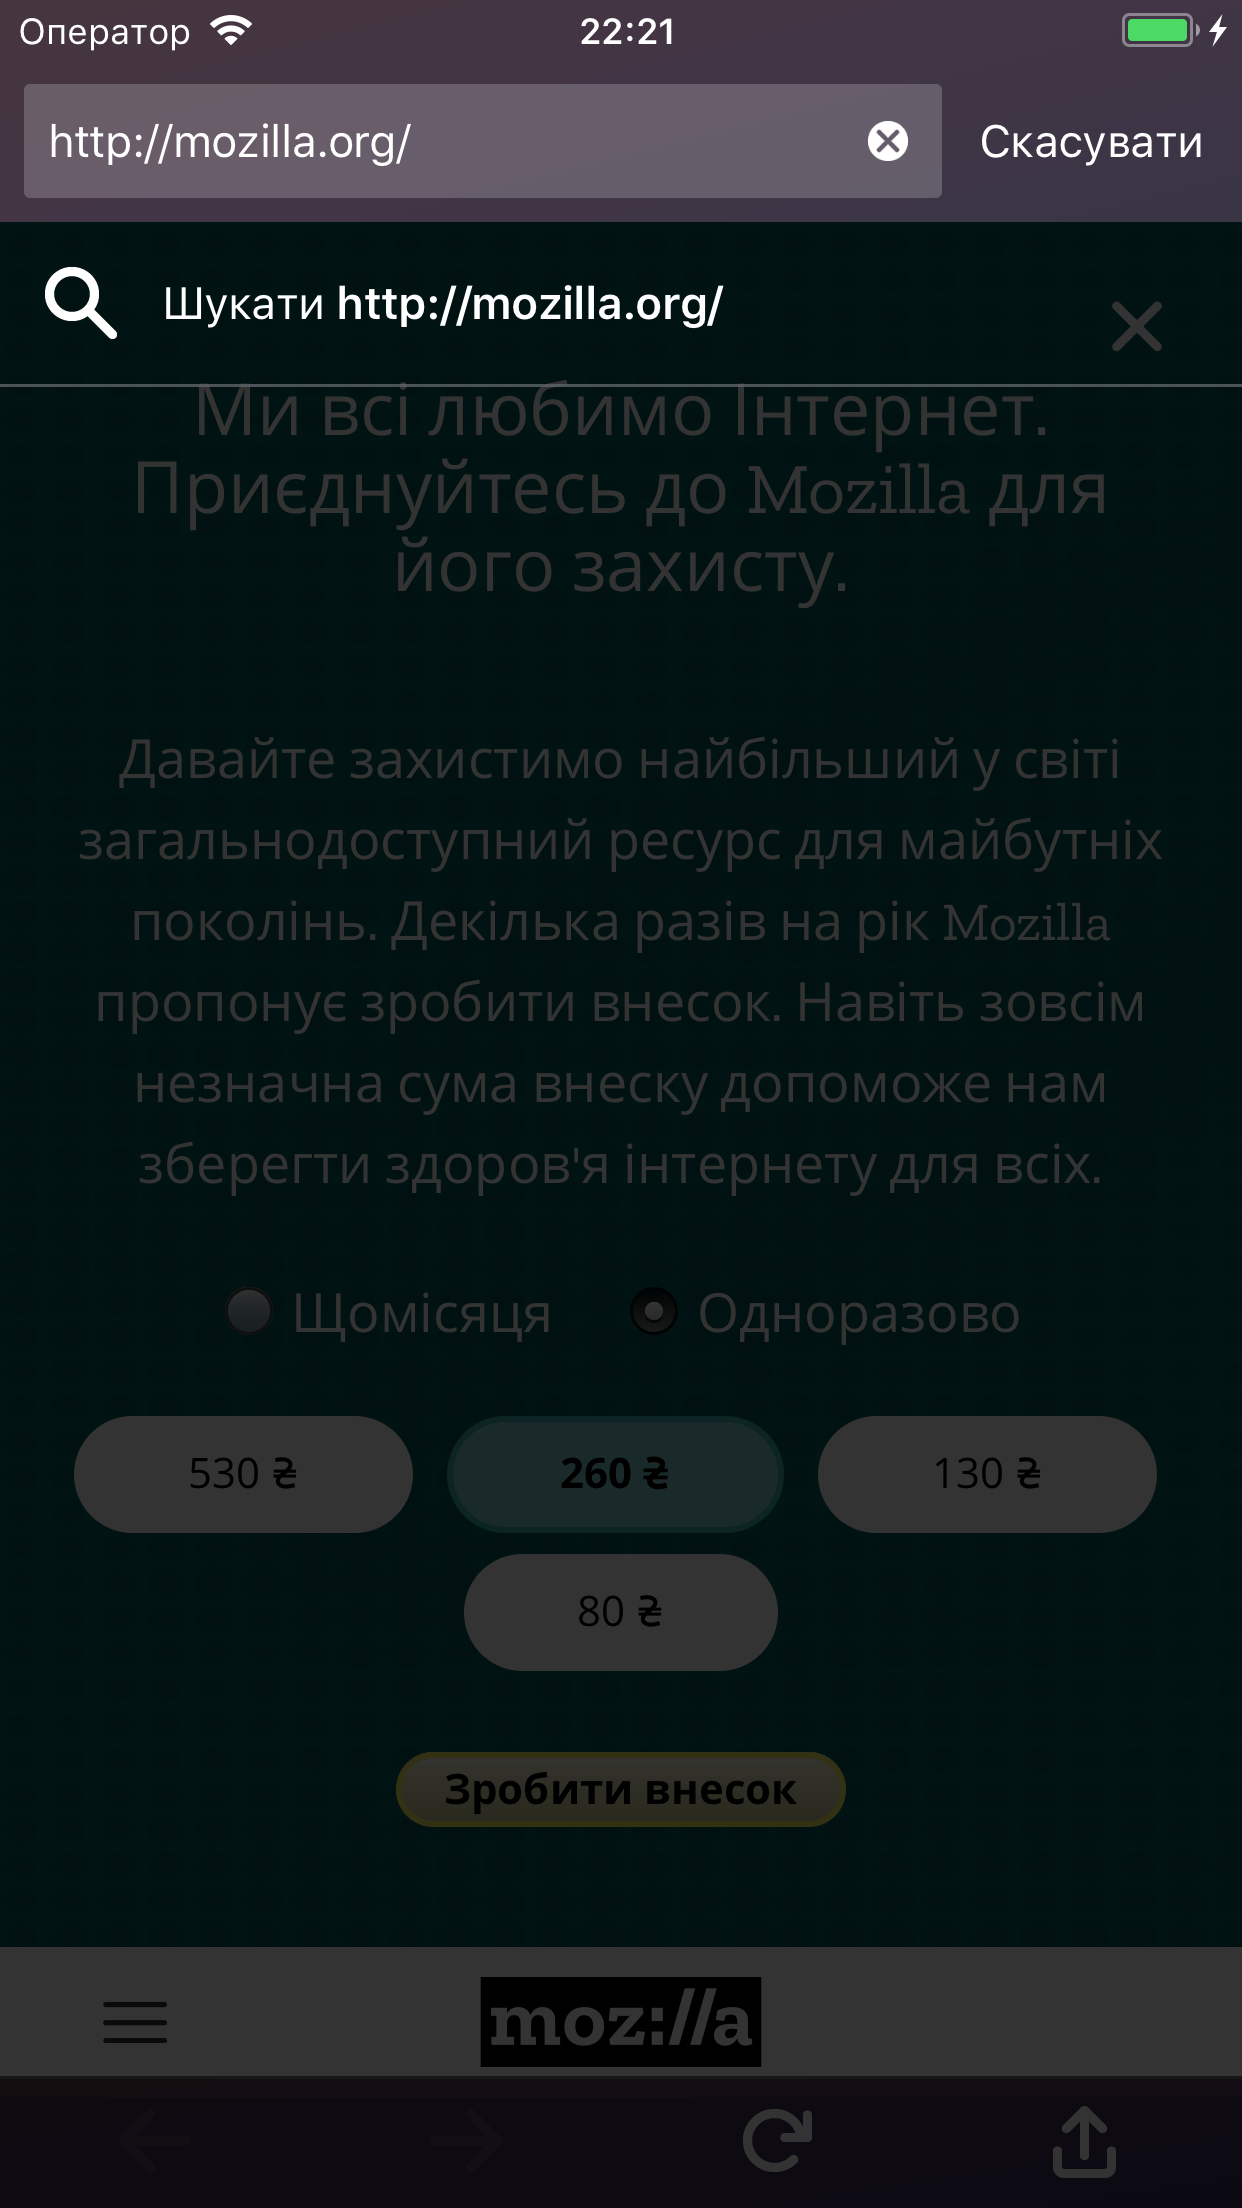 Оператор
22:21
http://mozilla.org/
Скасувати
Шукати http://mozilla.org/
Ми всі любимо Інтернет.
Приєднуйтесь до Mozilla для
його захисту.
Давайте захистимо найбільший у світі
загальнодоступний ресурс для майбутніх
поколінь. Декілька разів на рік Mozilla
пропонує зробити внесок. Навіть зовсім
незначна сума внеску допоможе нам
зберегти здоров'я інтернету для всіх.
Щомісяця
Одноразово
530 ₴
260 ₴
130 ₴
80 ₴
Зробити внесок
moz://a